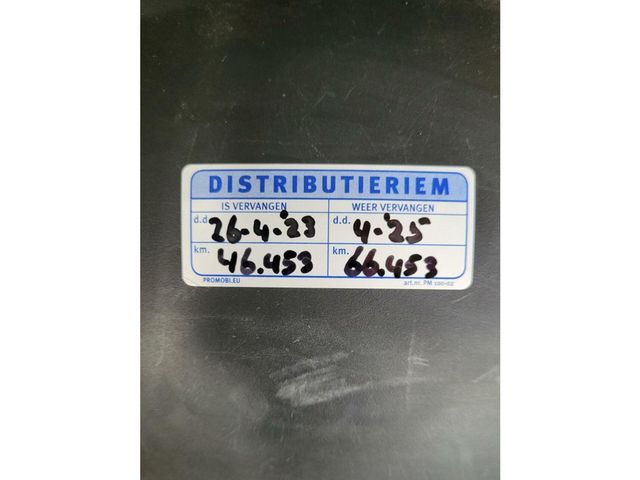 DISTRIBUTIERIEM
IS VERVANGEN WEER VERVANGEN
d.d. 26-4-'23 d.d. 4-'25
km. 46.453 km. 66.453
PROMOBI.EU art.nr. PM 100-02